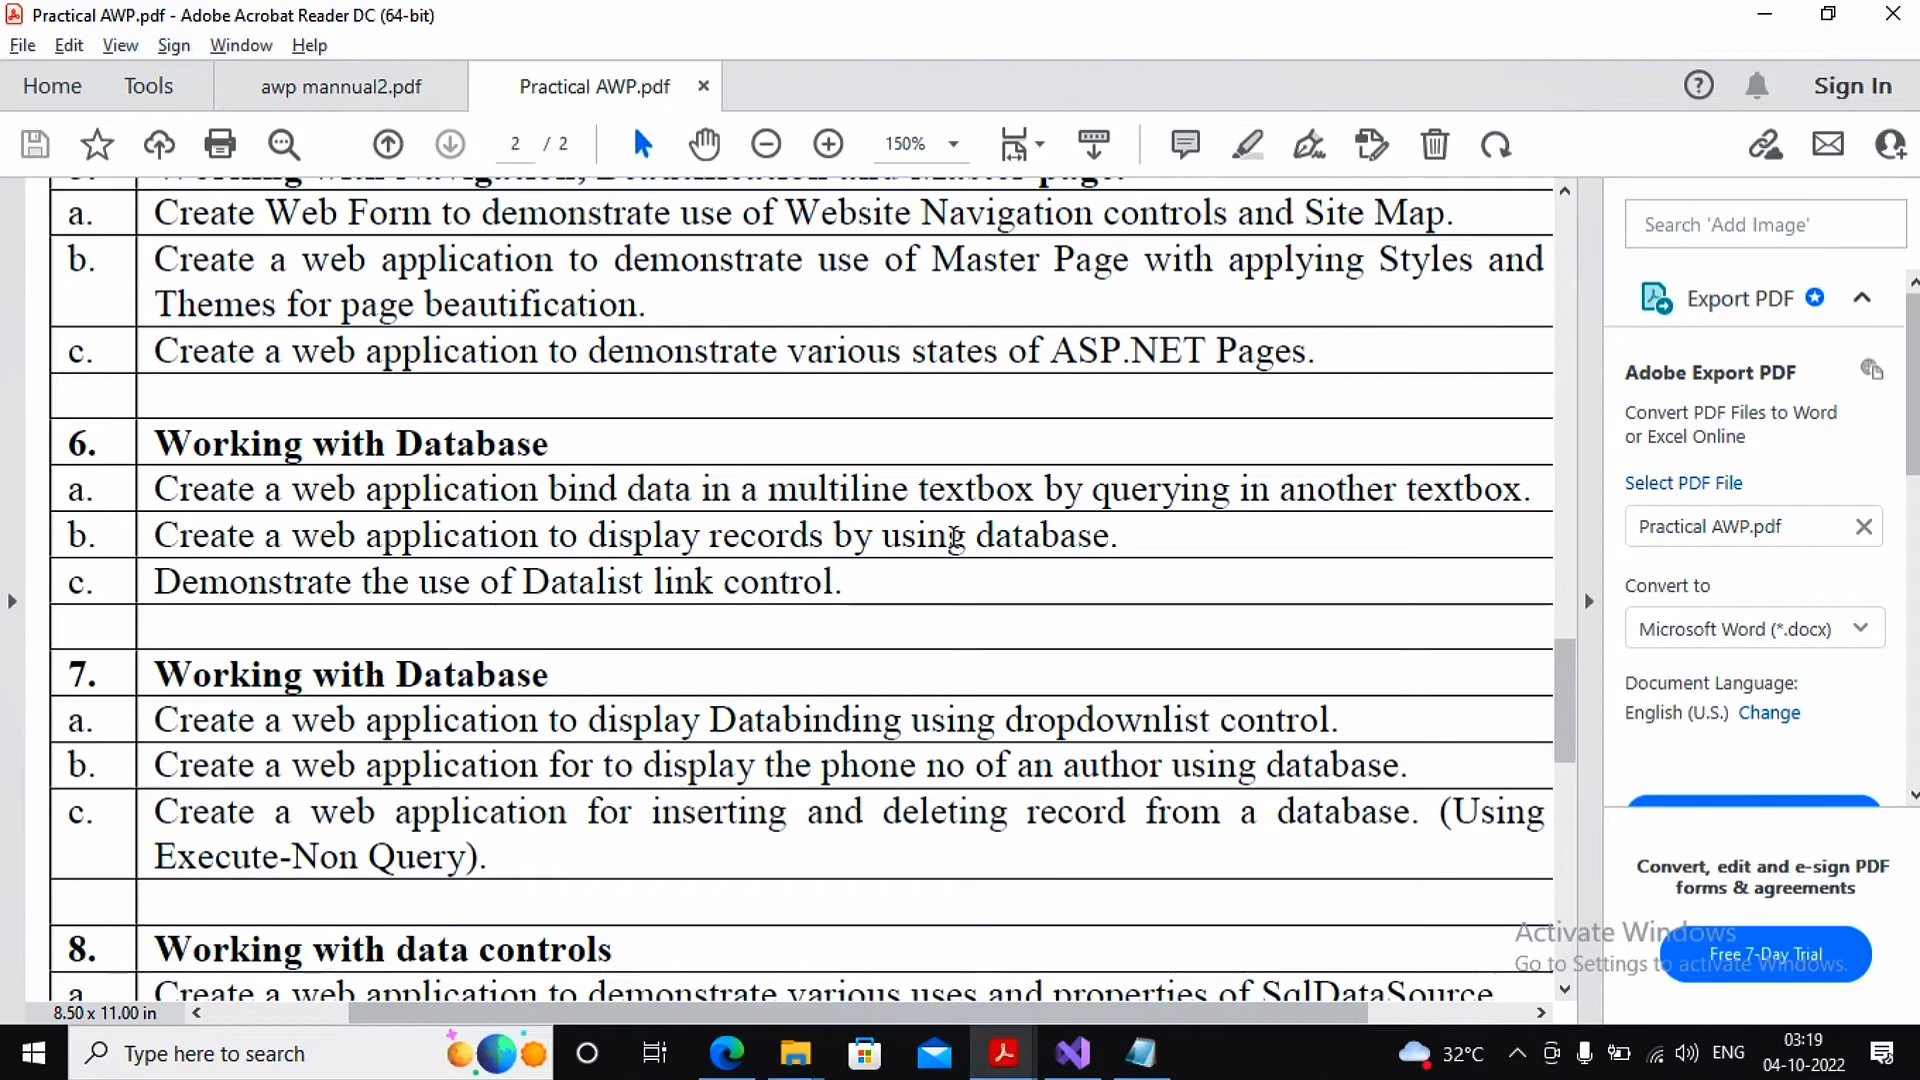 Practical AWP.pdf - Adobe Acrobat Reader DC (64-bit)
File Edit View Sign Window Help
Home Tools awp mannual2.pdf Practical AWP.pdf Sign In
2 / 2 150%
Working with Navigation, Beautification and Master page.
a. Create Web Form to demonstrate use of Website Navigation controls and Site Map.
b. Create a web application to demonstrate use of Master Page with applying Styles and
Themes for page beautification.
c. Create a web application to demonstrate various states of ASP.NET Pages.
6. Working with Database
a. Create a web application bind data in a multiline textbox by querying in another textbox.
b. Create a web application to display records by using database.
c. Demonstrate the use of Datalist link control.
7. Working with Database
a. Create a web application to display Databinding using dropdownlist control.
b. Create a web application for to display the phone no of an author using database.
c. Create a web application for inserting and deleting record from a database. (Using
Execute-Non Query).
8. Working with data controls
a. Create a web application to demonstrate various uses and properties of SqlDataSource.
8.50 x 11.00 in
Search 'Add Image'
Export PDF
Adobe Export PDF
Convert PDF Files to Word
or Excel Online
Select PDF File
Practical AWP.pdf
Convert to
Microsoft Word (*.docx)
Document Language:
English (U.S.) Change
Convert, edit and e-sign PDF
forms & agreements
Free 7-Day Trial
Activate Windows
Go to Settings to activate Windows.
Type here to search
32°C
ENG
03:19
04-10-2022